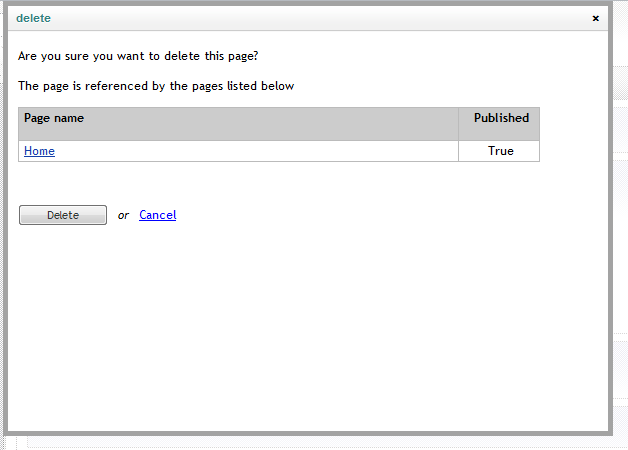 delete
Are you sure you want to delete this page?
The page is referenced by the pages listed below
Page name Published
Home True
Delete or Cancel